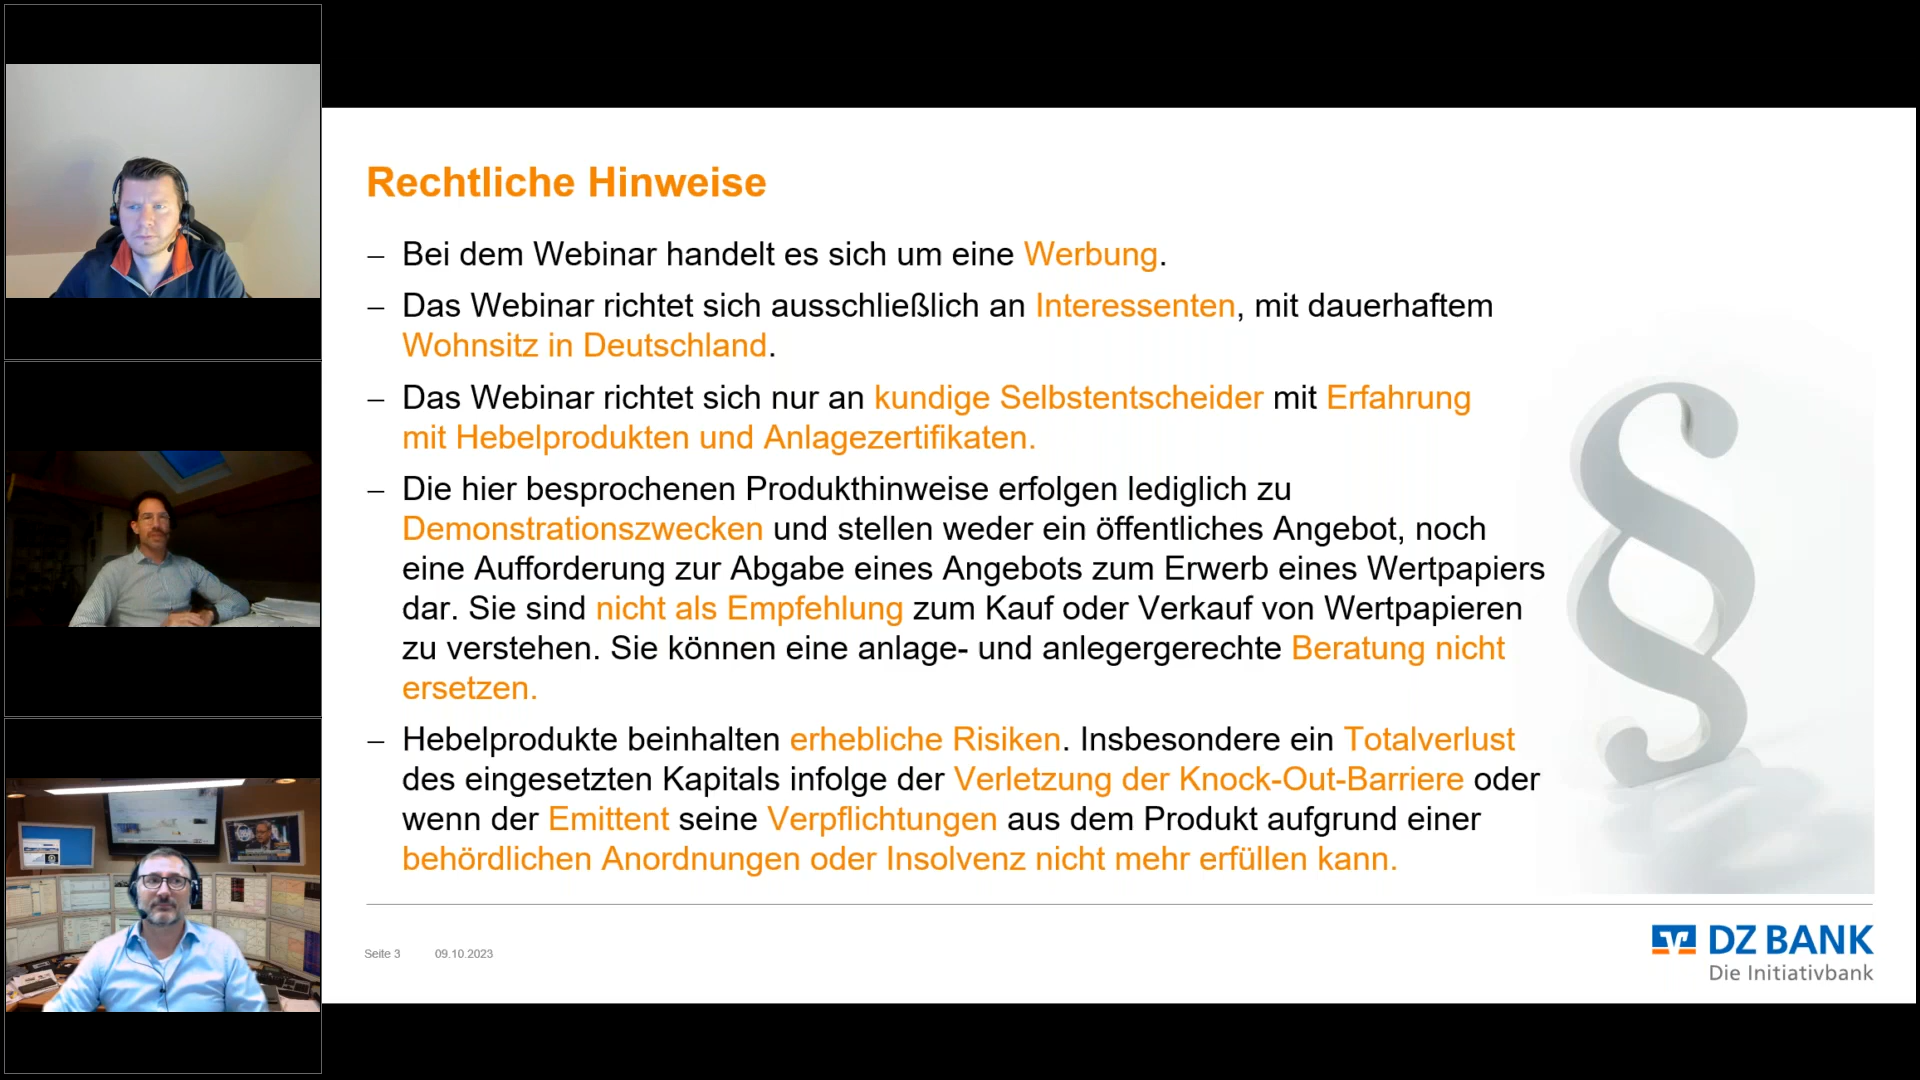 Rechtliche Hinweise
– Bei dem Webinar handelt es sich um eine Werbung.
– Das Webinar richtet sich ausschließlich an Interessenten, mit dauerhaftem
Wohnsitz in Deutschland.
– Das Webinar richtet sich nur an kundige Selbstentscheider mit Erfahrung
mit Hebelprodukten und Anlagezertifikaten.
– Die hier besprochenen Produkthinweise erfolgen lediglich zu
Demonstrationszwecken und stellen weder ein öffentliches Angebot, noch
eine Aufforderung zur Abgabe eines Angebots zum Erwerb eines Wertpapiers
dar. Sie sind nicht als Empfehlung zum Kauf oder Verkauf von Wertpapieren
zu verstehen. Sie können eine anlage- und anlegergerechte Beratung nicht
ersetzen.
– Hebelprodukte beinhalten erhebliche Risiken. Insbesondere ein Totalverlust
des eingesetzten Kapitals infolge der Verletzung der Knock-Out-Barriere oder
wenn der Emittent seine Verpflichtungen aus dem Produkt aufgrund einer
behördlichen Anordnungen oder Insolvenz nicht mehr erfüllen kann.
§
Seite 3 09.10.2023
DZ BANK
Die Initiativbank